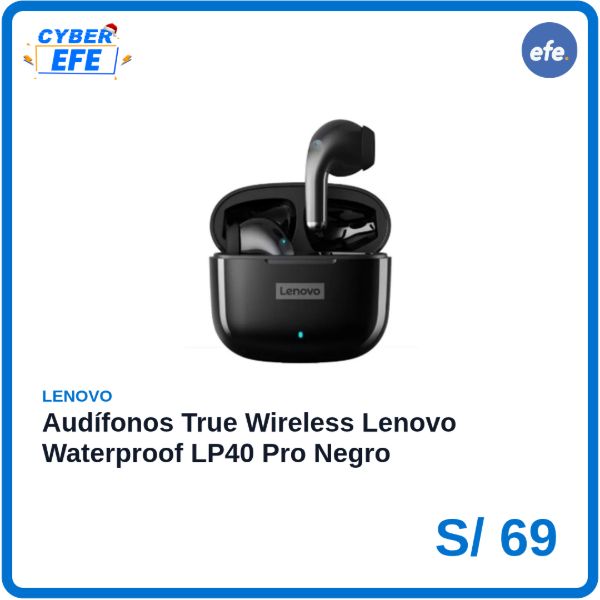 CYBER
EFE
efe.
Lenovo
LENOVO
Audífonos True Wireless Lenovo
Waterproof LP40 Pro Negro
S/ 69